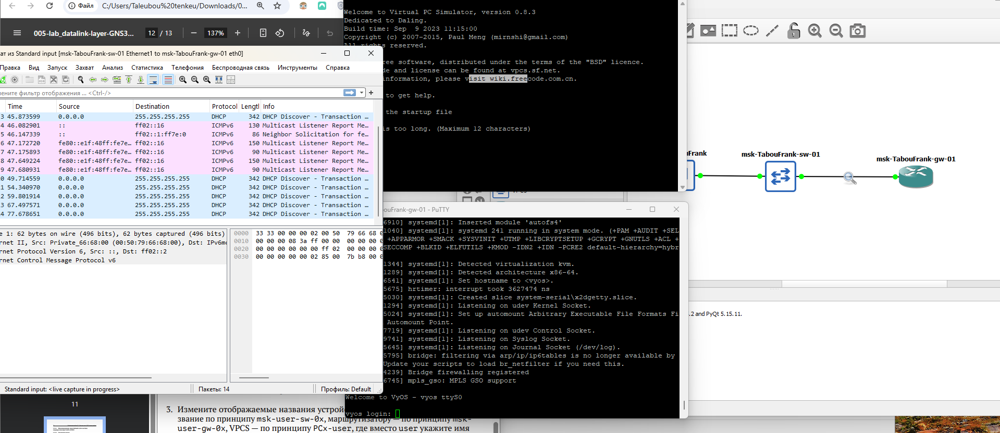 Файл
C:/Users/Taleubou%20tenkeu/Downloads/0...
005-lab_datalink-layer-GNS3...
12 / 13
137%
ат из Standard input [msk-TabouFrank-sw-01 Ethernet1 to msk-TabouFrank-gw-01 eth0]
Правка Вид Запуск Захват Анализ Статистика Телефония Беспроводная связь Инструменты Справка
ените фильтр отображения ... <Ctrl-/>
Time Source Destination Protocol Lengtl Info
3 45.873599 0.0.0.0 255.255.255.255 DHCP 342 DHCP Discover - Transaction ...
4 46.082901 :: ff02::16 ICMPv6 130 Multicast Listener Report Me...
5 46.147339 :: ff02::1:ff7e:0 ICMPv6 86 Neighbor Solicitation for fe...
6 47.172720 fe80::e1f:48ff:fe7e... ff02::16 ICMPv6 150 Multicast Listener Report Me...
7 47.175893 fe80::e1f:48ff:fe7e... ff02::16 ICMPv6 90 Multicast Listener Report Me...
8 47.649224 fe80::e1f:48ff:fe7e... ff02::16 ICMPv6 150 Multicast Listener Report Me...
9 47.680931 fe80::e1f:48ff:fe7e... ff02::16 ICMPv6 90 Multicast Listener Report Me...
0 49.714559 0.0.0.0 255.255.255.255 DHCP 342 DHCP Discover - Transaction ...
1 54.340970 0.0.0.0 255.255.255.255 DHCP 342 DHCP Discover - Transaction ...
2 59.801914 0.0.0.0 255.255.255.255 DHCP 342 DHCP Discover - Transaction ...
3 67.497571 0.0.0.0 255.255.255.255 DHCP 342 DHCP Discover - Transaction ...
4 77.678651 0.0.0.0 255.255.255.255 DHCP 342 DHCP Discover - Transaction ...
e 1: 62 bytes on wire (496 bits), 62 bytes captured (496 bits)
rnet II, Src: Private_66:68:00 (00:50:79:66:68:00), Dst: IPv6mc
rnet Protocol Version 6, Src: ::, Dst: ff02::2
rnet Control Message Protocol v6
0000 33 33 00 00 00 02 00 50 79 66 68 0
0010 00 00 00 08 3a ff 00 00 00 00 00 0
0020 00 00 00 00 00 00 ff 02 00 00 00 0
0030 00 00 00 00 00 02 85 00 7b b8 00 0
Standard input: <live capture in progress>
Пакеты: 14
Профиль: Default
Welcome to Virtual PC Simulator, version 0.8.3
Dedicated to Daling.
Build time: Sep 9 2023 11:15:00
Copyright (c) 2007-2015, Paul Meng (mirnshi@gmail.com)
All rights reserved.
ree software, distributed under the terms of the "BSD" licence.
de and license can be found at vpcs.sf.net.
information, please visit wiki.freecode.com.cn.
to get help.
the startup file
is too long. (Maximum 12 characters)
Frank
msk-TabouFrank-sw-01
msk-TabouFrank-gw-01
VPCS
ouFrank-gw-01 - PuTTY
6910] systemd[1]: Inserted module 'autofs4'
1040] systemd[1]: systemd 241 running in system mode. (+PAM +AUDIT +SEL
+APPARMOR +SMACK +SYSVINIT +UTMP +LIBCRYPTSETUP +GCRYPT +GNUTLS +ACL +
SECCOMP +BLKID +ELFUTILS +KMOD -IDN2 +IDN -PCRE2 default-hierarchy=hybr
1344] systemd[1]: Detected virtualization kvm.
1289] systemd[1]: Detected architecture x86-64.
6541] systemd[1]: Set hostname to <vyos>.
5675] hrtimer: interrupt took 3627474 ns
5030] systemd[1]: Created slice system-serial\x2dgetty.slice.
1294] systemd[1]: Listening on udev Kernel Socket.
5024] systemd[1]: Set up automount Arbitrary Executable File Formats Fi
Automount Point.
7719] systemd[1]: Listening on udev Control Socket.
9741] systemd[1]: Listening on Syslog Socket.
5645] systemd[1]: Listening on Journal Socket (/dev/log).
5795] bridge: filtering via arp/ip/ip6tables is no longer available by
Update your scripts to load br_netfilter if you need this.
4239] Bridge firewalling registered
6745] mpls_gso: MPLS GSO support
Welcome to VyOS - vyos ttyS0
vyos login:
.2 and PyQt 5.15.11.
11
3. Измените отображаемые названия устрой
звание по принципу msk-user-sw-0x, маршрутизатору — по принципу msk-
user-gw-0x, VPCS — по принципу PCx-user, где вместо user укажите имя